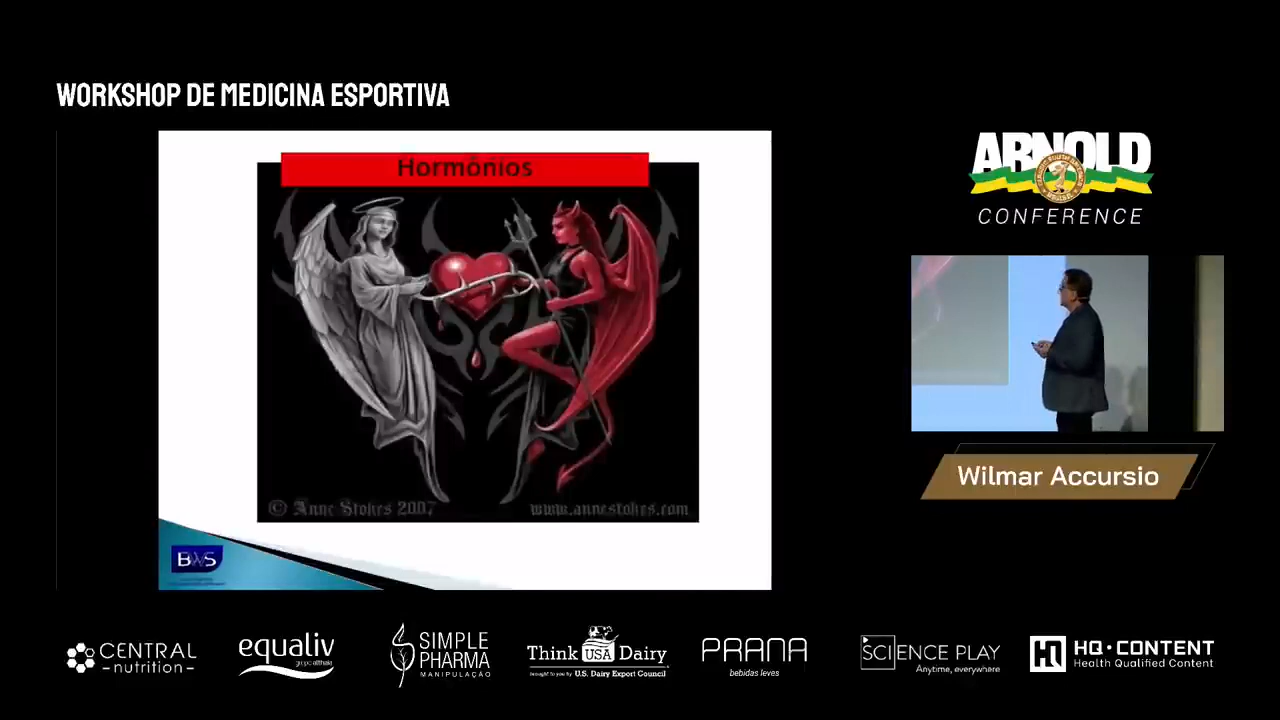 WORKSHOP DE MEDICINA ESPORTIVA
Hormônios
© Anne Stokes 2007
www.annestokes.com
BWS
ARNOLD
CONFERENCE
Wilmar Accursio
CENTRAL
nutrition
equaliv
grupo althaia
SIMPLE
PHARMA
MANIPULAÇÃO
Think USA Dairy
brought to you by U.S. Dairy Export Council
PRANA
bebidas leves
SCIENCE PLAY
Anytime, everywhere
HQ·CONTENT
Health Qualified Content